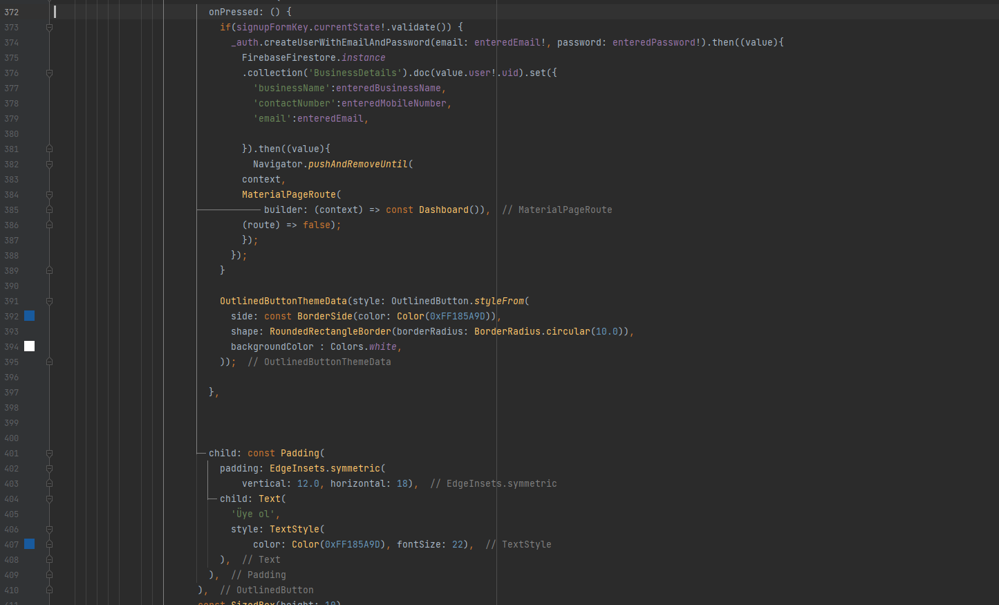 372 onPressed: () {
373 if(signupFormKey.currentState!.validate()) {
374 _auth.createUserWithEmailAndPassword(email: enteredEmail!, password: enteredPassword!).then((value){
375 FirebaseFirestore.instance
376 .collection('BusinessDetails').doc(value.user!.uid).set({
377 'businessName':enteredBusinessName,
378 'contactNumber':enteredMobileNumber,
379 'email':enteredEmail,
380
381 }).then((value){
382 Navigator.pushAndRemoveUntil(
383 context,
384 MaterialPageRoute(
385 builder: (context) => const Dashboard()), // MaterialPageRoute
386 (route) => false);
387 });
388 });
389 }
390
391 OutlinedButtonThemeData(style: OutlinedButton.styleFrom(
392 side: const BorderSide(color: Color(0xFF185A9D)),
393 shape: RoundedRectangleBorder(borderRadius: BorderRadius.circular(10.0)),
394 backgroundColor : Colors.white,
395 )); // OutlinedButtonThemeData
396
397 },
398
399
400
401 child: const Padding(
402 padding: EdgeInsets.symmetric(
403 vertical: 12.0, horizontal: 18), // EdgeInsets.symmetric
404 child: Text(
405 'Üye ol',
406 style: TextStyle(
407 color: Color(0xFF185A9D), fontSize: 22), // TextStyle
408 ), // Text
409 ), // Padding
410 ), // OutlinedButton
411 const SizedBox(height: 10),